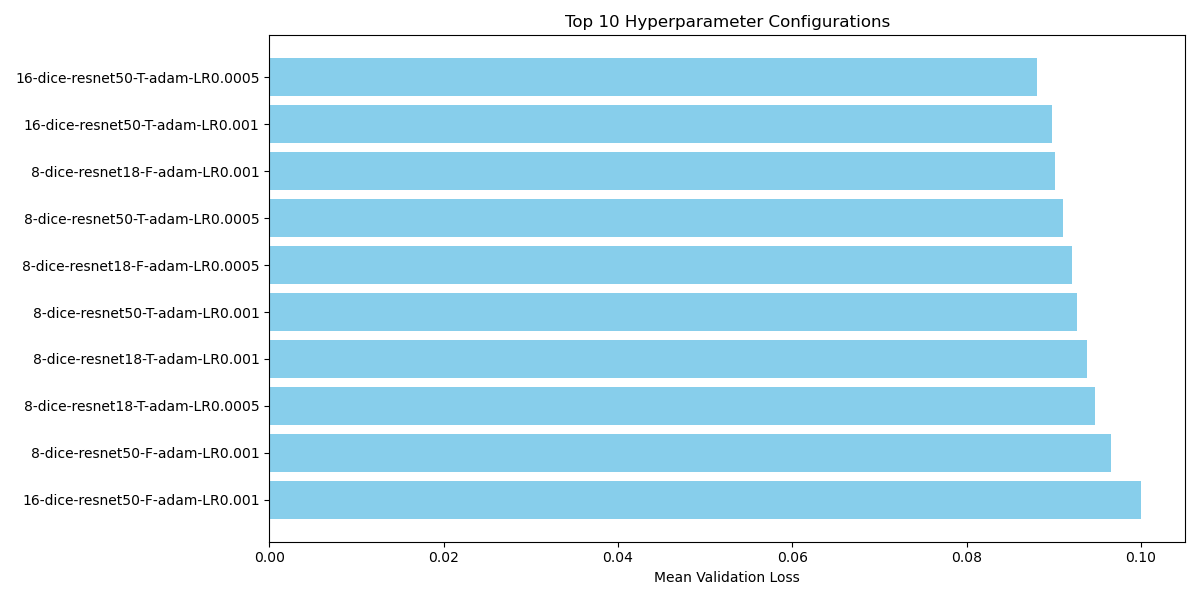 Top 10 Hyperparameter Configurations
16-dice-resnet50-T-adam-LR0.0005
16-dice-resnet50-T-adam-LR0.001
8-dice-resnet18-F-adam-LR0.001
8-dice-resnet50-T-adam-LR0.0005
8-dice-resnet18-F-adam-LR0.0005
8-dice-resnet50-T-adam-LR0.001
8-dice-resnet18-T-adam-LR0.001
8-dice-resnet18-T-adam-LR0.0005
8-dice-resnet50-F-adam-LR0.001
16-dice-resnet50-F-adam-LR0.001
0.00 0.02 0.04 0.06 0.08 0.10
Mean Validation Loss